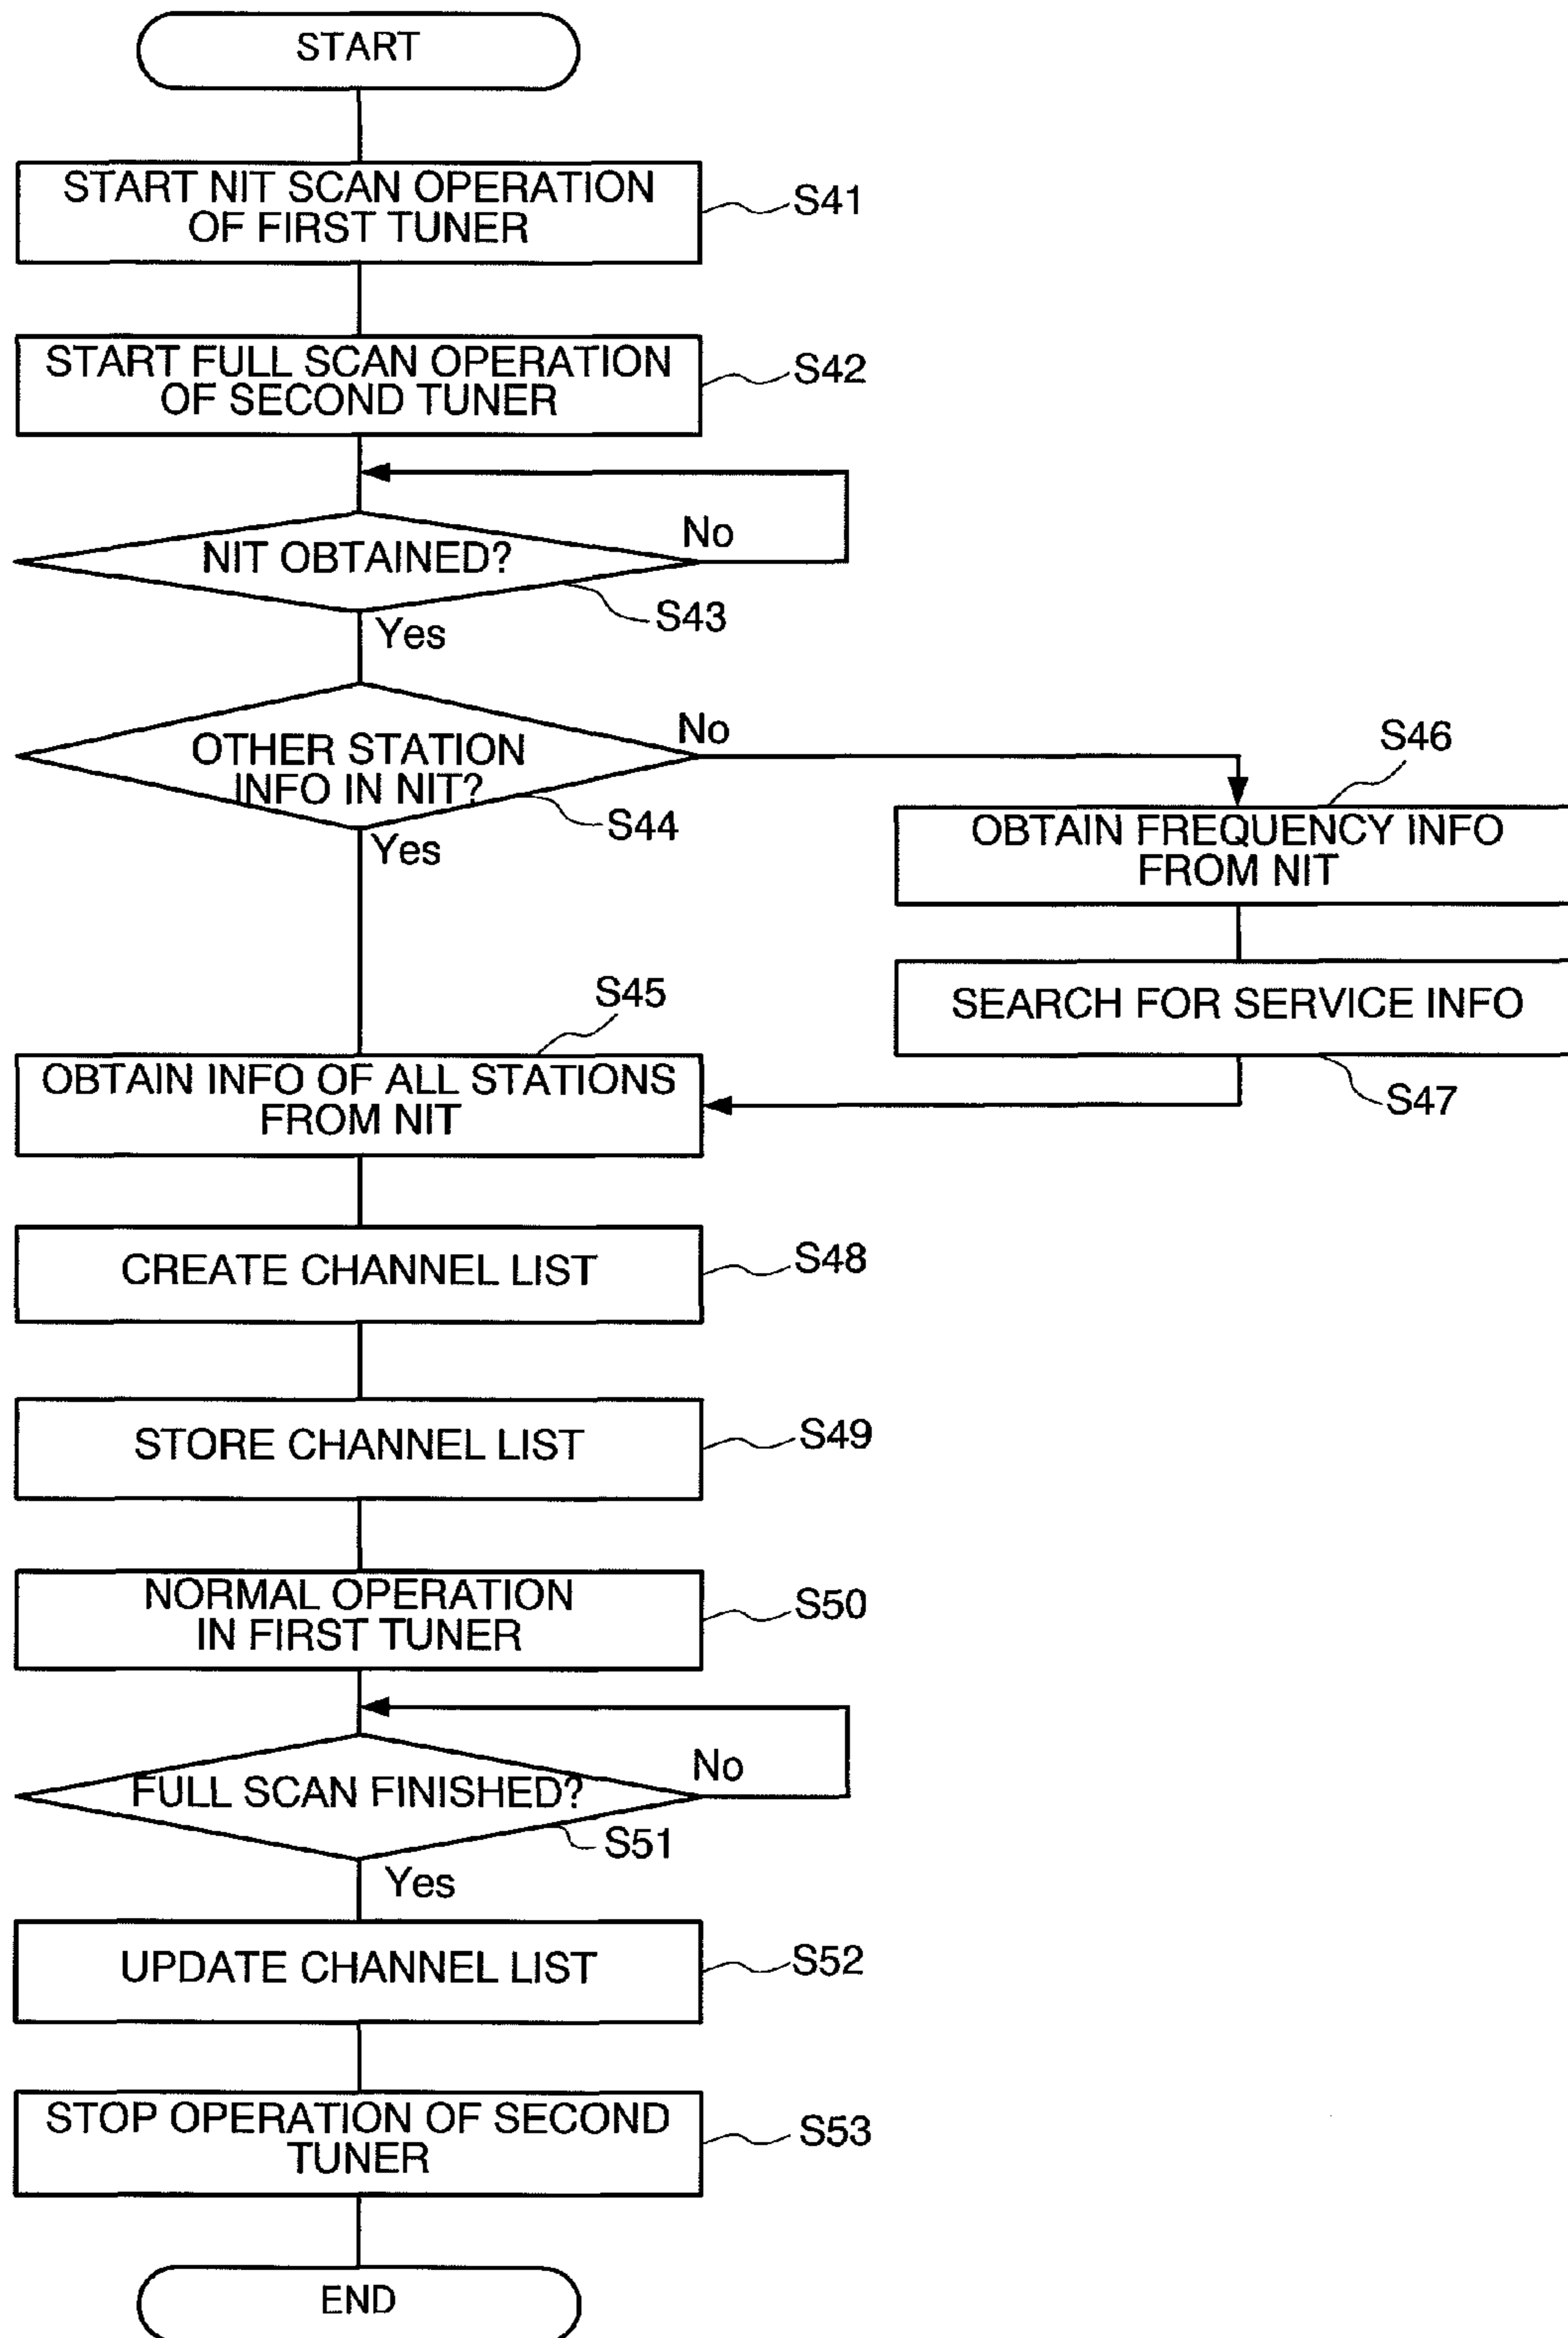 START
START NIT SCAN OPERATION
OF FIRST TUNER
S41
START FULL SCAN OPERATION
OF SECOND TUNER
S42
NIT OBTAINED?
No
S43
Yes
OTHER STATION
INFO IN NIT?
No
S44
Yes
S46
OBTAIN FREQUENCY INFO
FROM NIT
SEARCH FOR SERVICE INFO
S47
S45
OBTAIN INFO OF ALL STATIONS
FROM NIT
CREATE CHANNEL LIST
S48
STORE CHANNEL LIST
S49
NORMAL OPERATION
IN FIRST TUNER
S50
FULL SCAN FINISHED?
No
S51
Yes
UPDATE CHANNEL LIST
S52
STOP OPERATION OF SECOND
TUNER
S53
END